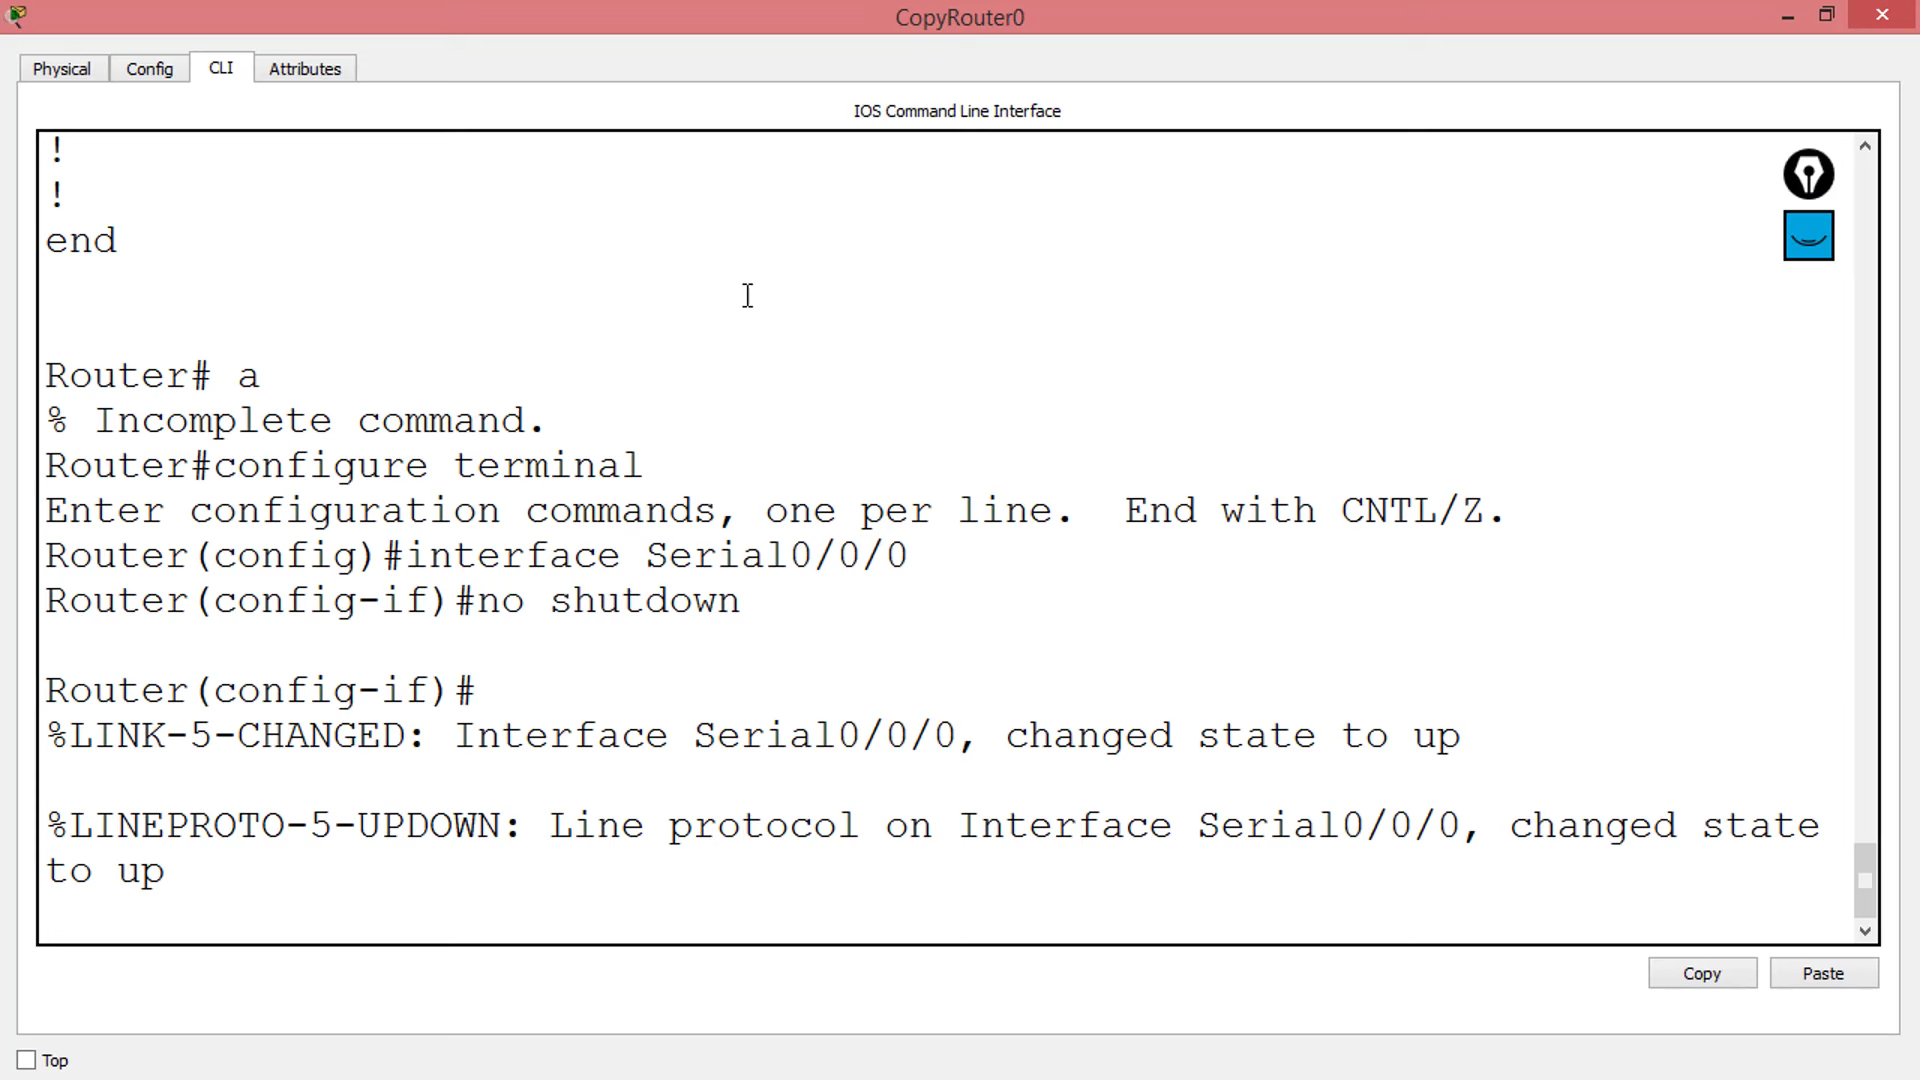 CopyRouter0
Physical Config CLI Attributes
IOS Command Line Interface
!
!
end
Router# a
% Incomplete command.
Router#configure terminal
Enter configuration commands, one per line.  End with CNTL/Z.
Router(config)#interface Serial0/0/0
Router(config-if)#no shutdown
Router(config-if)#
%LINK-5-CHANGED: Interface Serial0/0/0, changed state to up
%LINEPROTO-5-UPDOWN: Line protocol on Interface Serial0/0/0, changed state
to up
Copy Paste
Top